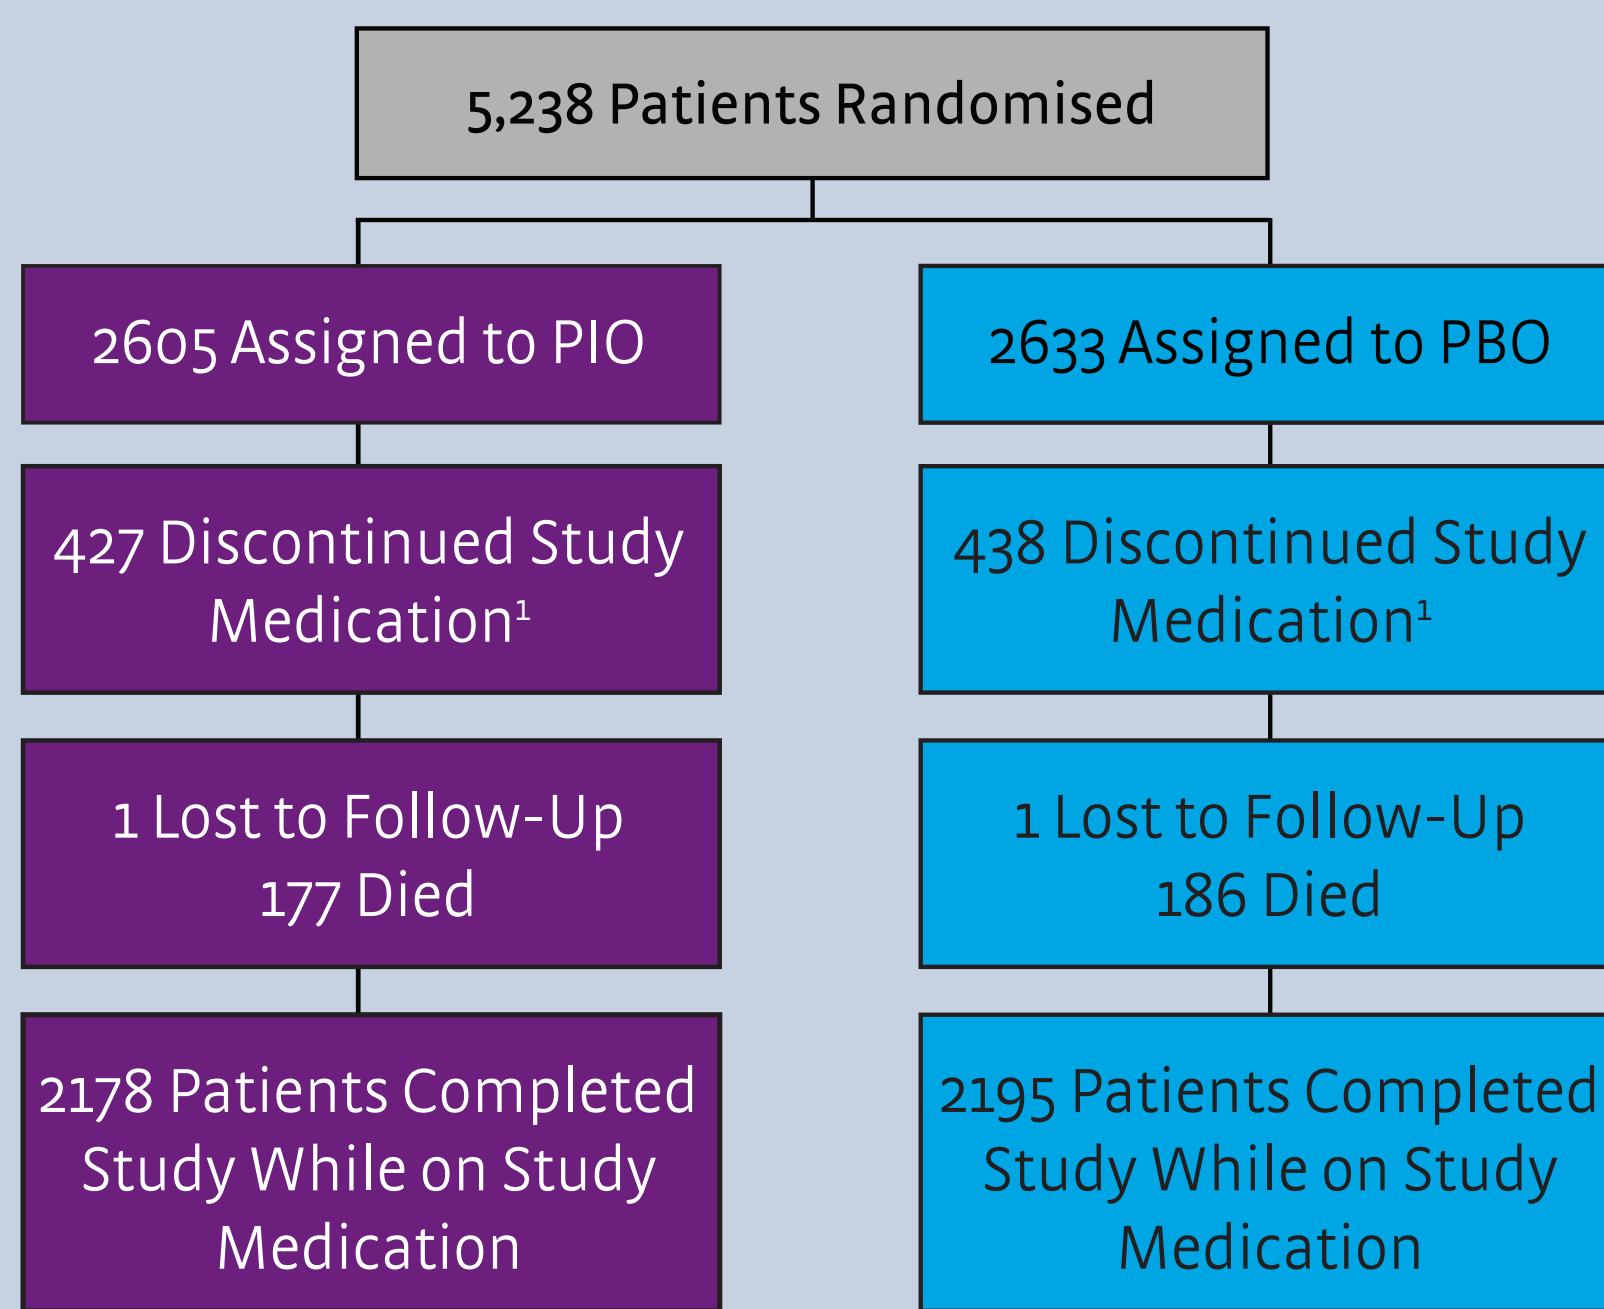 5,238 Patients Randomised
2605 Assigned to PIO
2633 Assigned to PBO
427 Discontinued Study
Medication¹
438 Discontinued Study
Medication¹
1 Lost to Follow-Up
177 Died
1 Lost to Follow-Up
186 Died
2178 Patients Completed
Study While on Study
Medication
2195 Patients Completed
Study While on Study
Medication